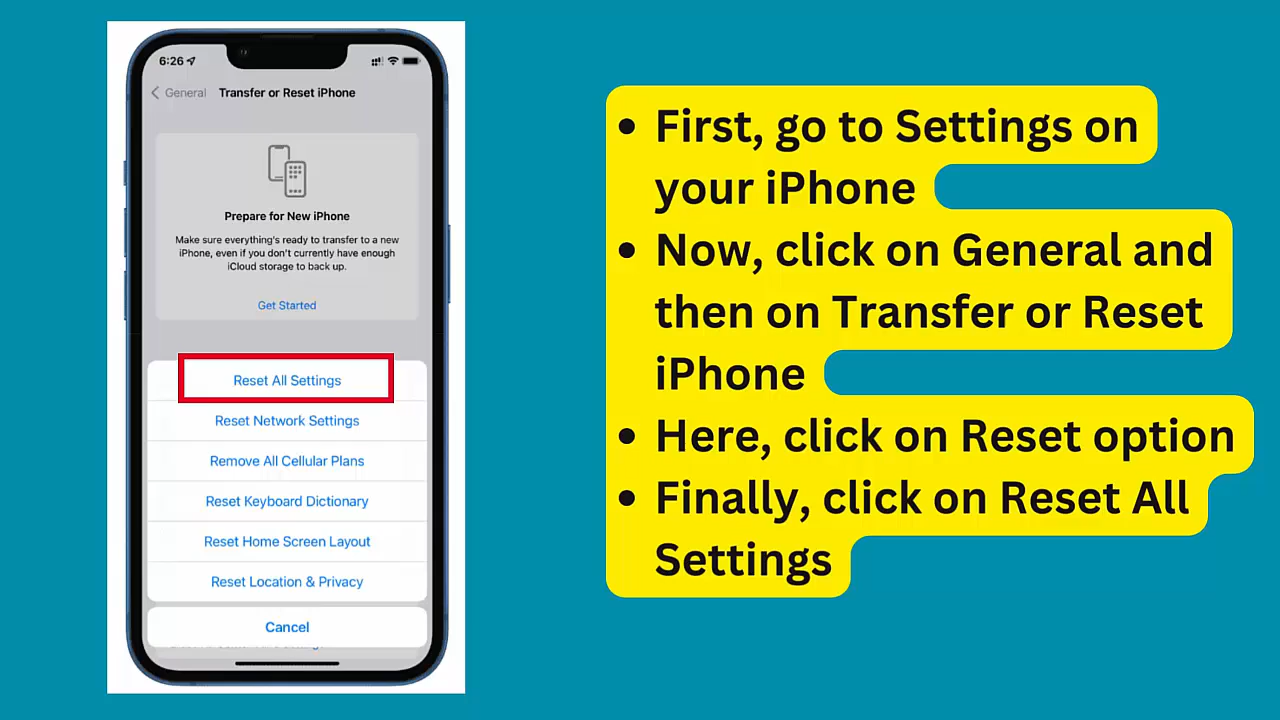 6:26
General Transfer or Reset iPhone
Prepare for New iPhone
Make sure everything's ready to transfer to a new
iPhone, even if you don't currently have enough
iCloud storage to back up.
Get Started
Reset All Settings
Reset Network Settings
Remove All Cellular Plans
Reset Keyboard Dictionary
Reset Home Screen Layout
Reset Location & Privacy
Cancel
• First, go to Settings on
your iPhone
• Now, click on General and
then on Transfer or Reset
iPhone
• Here, click on Reset option
• Finally, click on Reset All
Settings